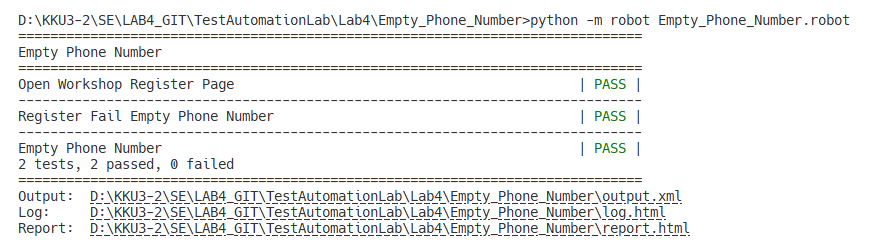 D:\KKU3-2\SE\LAB4_GIT\TestAutomationLab\Lab4\Empty_Phone_Number>python -m robot Empty_Phone_Number.robot
==============================================================================
Empty Phone Number
==============================================================================
Open Workshop Register Page                                           | PASS |
------------------------------------------------------------------------------
Register Fail Empty Phone Number                                      | PASS |
------------------------------------------------------------------------------
Empty Phone Number                                                    | PASS |
2 tests, 2 passed, 0 failed
==============================================================================
Output:  D:\KKU3-2\SE\LAB4_GIT\TestAutomationLab\Lab4\Empty_Phone_Number\output.xml
Log:     D:\KKU3-2\SE\LAB4_GIT\TestAutomationLab\Lab4\Empty_Phone_Number\log.html
Report:  D:\KKU3-2\SE\LAB4_GIT\TestAutomationLab\Lab4\Empty_Phone_Number\report.html